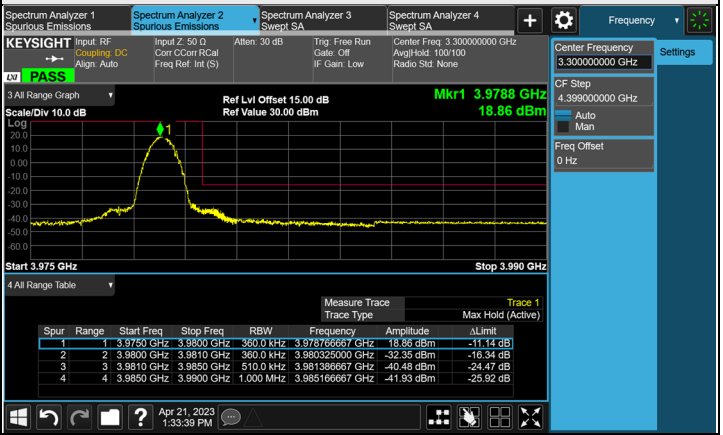 Spectrum Analyzer 1
Spurious Emissions
Spectrum Analyzer 2
Spurious Emissions
Spectrum Analyzer 3
Swept SA
Spectrum Analyzer 4
Swept SA
+
Frequency
KEYSIGHT
LXI
PASS
Input: RF
Coupling: DC
Align: Auto
Input Z: 50 Ω
Corr CCorr RCal
Freq Ref: Int (S)
Atten: 30 dB
Trig: Free Run
Gate: Off
IF Gain: Low
Center Freq: 3.300000000 GHz
Avg|Hold: 100/100
Radio Std: None
Center Frequency
3.300000000 GHz
Settings
CF Step
4.399000000 GHz
Auto
Man
Freq Offset
0 Hz
3 All Range Graph
Scale/Div 10.0 dB
Ref Lvl Offset 15.00 dB
Ref Value 30.00 dBm
Mkr1 3.9788 GHz
18.86 dBm
Log
20.0
10.0
0.00
-10.0
-20.0
-30.0
-40.0
-50.0
-60.0
1
Start 3.975 GHz
Stop 3.990 GHz
4 All Range Table
Measure Trace Trace 1
Trace Type Max Hold (Active)
Spur Range Start Freq Stop Freq RBW Frequency Amplitude ΔLimit
1 1 3.9750 GHz 3.9800 GHz 360.0 kHz 3.978766667 GHz 18.86 dBm -11.14 dB
2 2 3.9800 GHz 3.9810 GHz 360.0 kHz 3.980325000 GHz -32.35 dBm -16.34 dB
3 3 3.9810 GHz 3.9850 GHz 510.0 kHz 3.981386667 GHz -40.48 dBm -24.47 dB
4 4 3.9850 GHz 3.9900 GHz 1.000 MHz 3.985166667 GHz -41.93 dBm -25.92 dB
?
Apr 21, 2023
1:33:39 PM